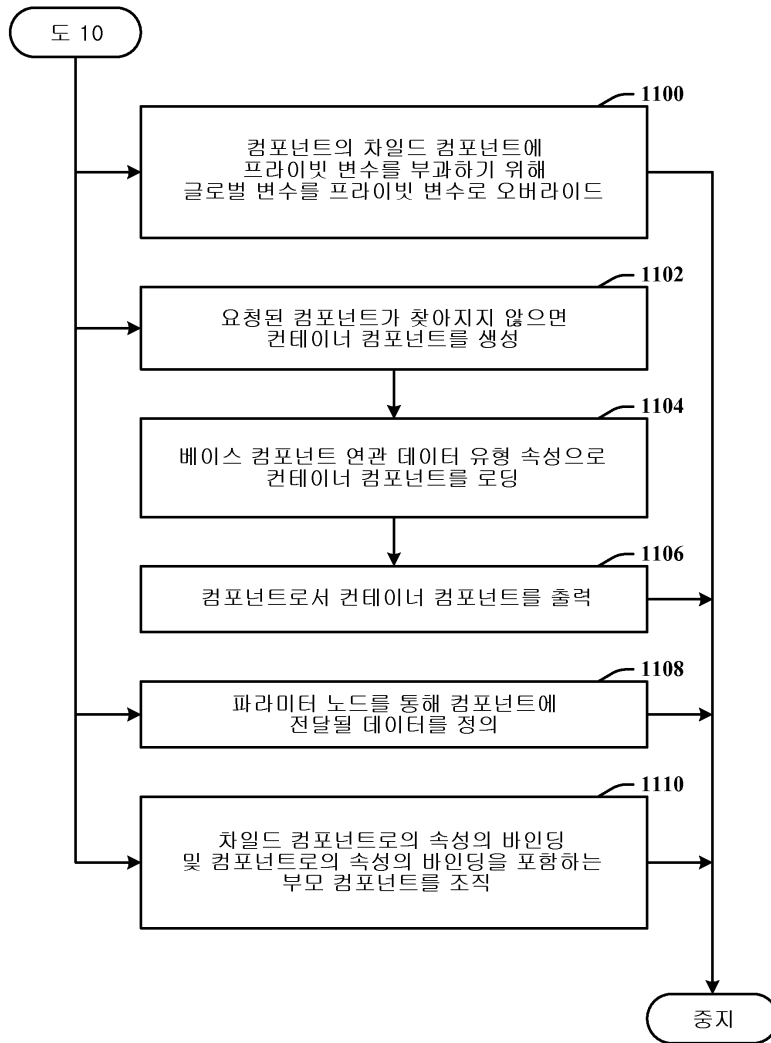 도 10
1100
컴포넌트의 차일드 컴포넌트에
프라이빗 변수를 부과하기 위해
글로벌 변수를 프라이빗 변수로 오버라이드
1102
요청된 컴포넌트가 찾아지지 않으면
컨테이너 컴포넌트를 생성
1104
베이스 컴포넌트 연관 데이터 유형 속성으로
컨테이너 컴포넌트를 로딩
1106
컴포넌트로서 컨테이너 컴포넌트를 출력
1108
파라미터 노드를 통해 컴포넌트에
전달될 데이터를 정의
1110
차일드 컴포넌트로의 속성의 바인딩
및 컴포넌트로의 속성의 바인딩을 포함하는
부모 컴포넌트를 조직
중지